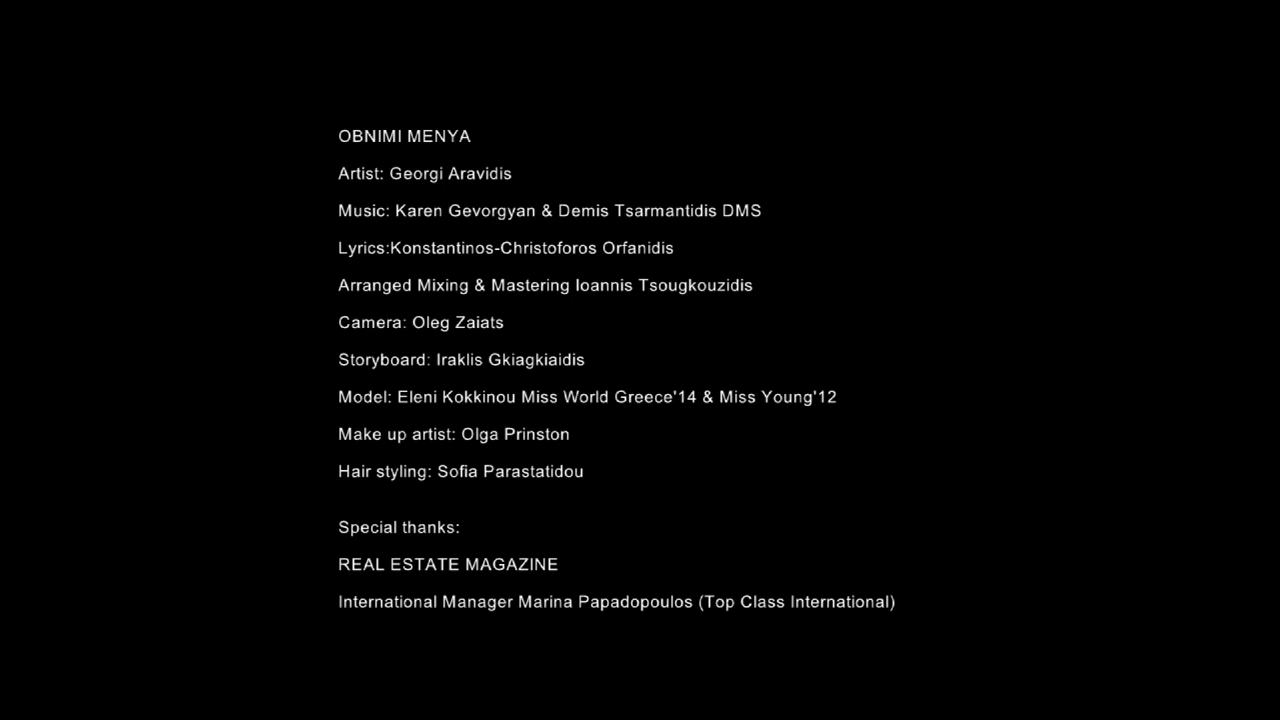 OBNIMI MENYA
Artist: Georgi Aravidis
Music: Karen Gevorgyan & Demis Tsarmantidis DMS
Lyrics:Konstantinos-Christoforos Orfanidis
Arranged Mixing & Mastering Ioannis Tsougkouzidis
Camera: Oleg Zaiats
Storyboard: Iraklis Gkiagkiaidis
Model: Eleni Kokkinou Miss World Greece'14 & Miss Young'12
Make up artist: Olga Prinston
Hair styling: Sofia Parastatidou
Special thanks:
REAL ESTATE MAGAZINE
International Manager Marina Papadopoulos (Top Class International)